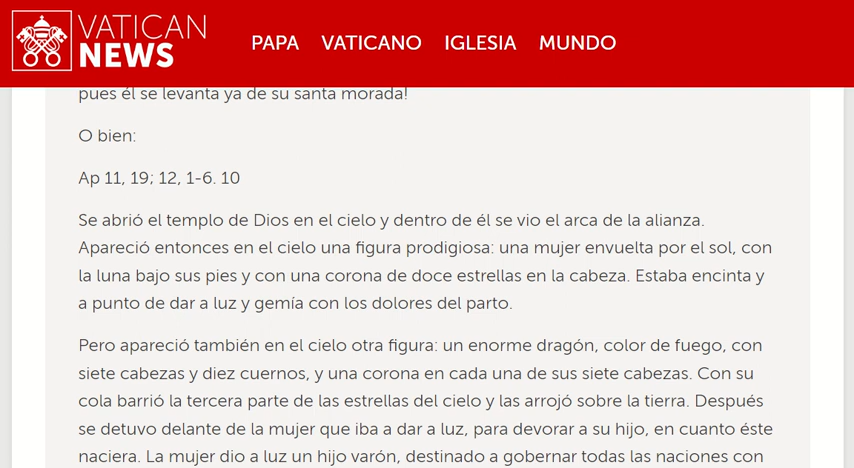 VATICAN
NEWS
PAPA VATICANO IGLESIA MUNDO
pues él se levanta ya de su santa morada!
O bien:
Ap 11, 19; 12, 1-6. 10
Se abrió el templo de Dios en el cielo y dentro de él se vio el arca de la alianza.
Apareció entonces en el cielo una figura prodigiosa: una mujer envuelta por el sol, con
la luna bajo sus pies y con una corona de doce estrellas en la cabeza. Estaba encinta y
a punto de dar a luz y gemía con los dolores del parto.
Pero apareció también en el cielo otra figura: un enorme dragón, color de fuego, con
siete cabezas y diez cuernos, y una corona en cada una de sus siete cabezas. Con su
cola barrió la tercera parte de las estrellas del cielo y las arrojó sobre la tierra. Después
se detuvo delante de la mujer que iba a dar a luz, para devorar a su hijo, en cuanto éste
naciera. La mujer dio a luz un hijo varón, destinado a gobernar todas las naciones con